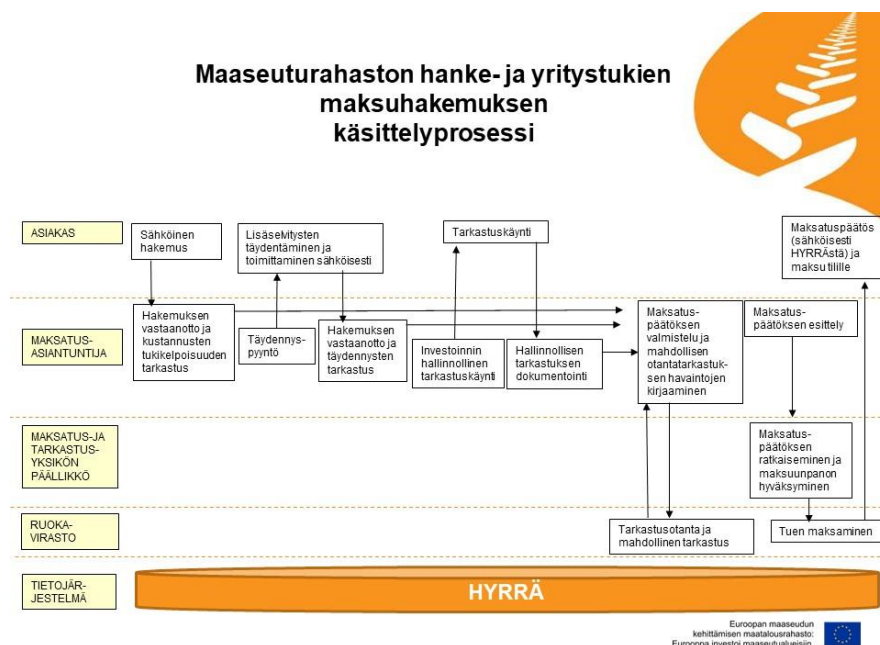 Maaseuturahaston hanke- ja yritystukien
maksuhakemuksen
käsittelyprosessi
ASIAKAS
Sähköinen
hakemus
Lisäselvitysten
täydentäminen ja
toimittaminen sähköisesti
Tarkastuskäynti
Maksatuspäätös
(sähköisesti
HYRRÄstä) ja
maksu tilille
MAKSATUS-
ASIANTUNTIJA
Hakemuksen
vastaanotto ja
kustannusten
tukikelpoisuuden
tarkastus
Täydennys-
pyyntö
Hakemuksen
vastaanotto ja
täydennysten
tarkastus
Investoinnin
hallinnollinen
tarkastuskäynti
Hallinnollisen
tarkastuksen
dokumentointi
Maksatus-
päätöksen
valmistelu ja
mahdollisen
otantatarkastuk-
sen havaintojen
kirjaaminen
Maksatus-
päätöksen esittely
MAKSATUS-JA
TARKASTUS-
YKSIKÖN
PÄÄLLIKKÖ
Maksatus-
päätöksen
ratkaiseminen ja
maksuunpanon
hyväksyminen
RUOKA-
VIRASTO
Tarkastusotanta ja
mahdollinen tarkastus
Tuen maksaminen
TIETOJÄR-
JESTELMÄ
HYRRÄ
Euroopan maaseudun
kehittämisen maatalousrahasto:
Eurooppa investoi maaseutualueisiin